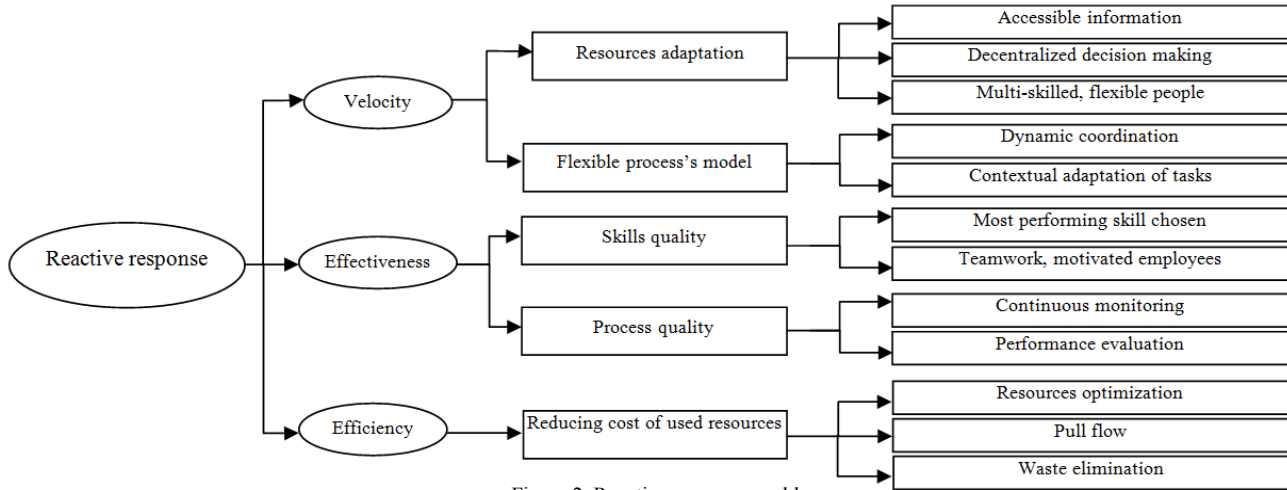 Reactive response
Velocity
Effectiveness
Efficiency
Resources adaptation
Flexible process's model
Skills quality
Process quality
Reducing cost of used resources
Accessible information
Decentralized decision making
Multi-skilled, flexible people
Dynamic coordination
Contextual adaptation of tasks
Most performing skill chosen
Teamwork, motivated employees
Continuous monitoring
Performance evaluation
Resources optimization
Pull flow
Waste elimination